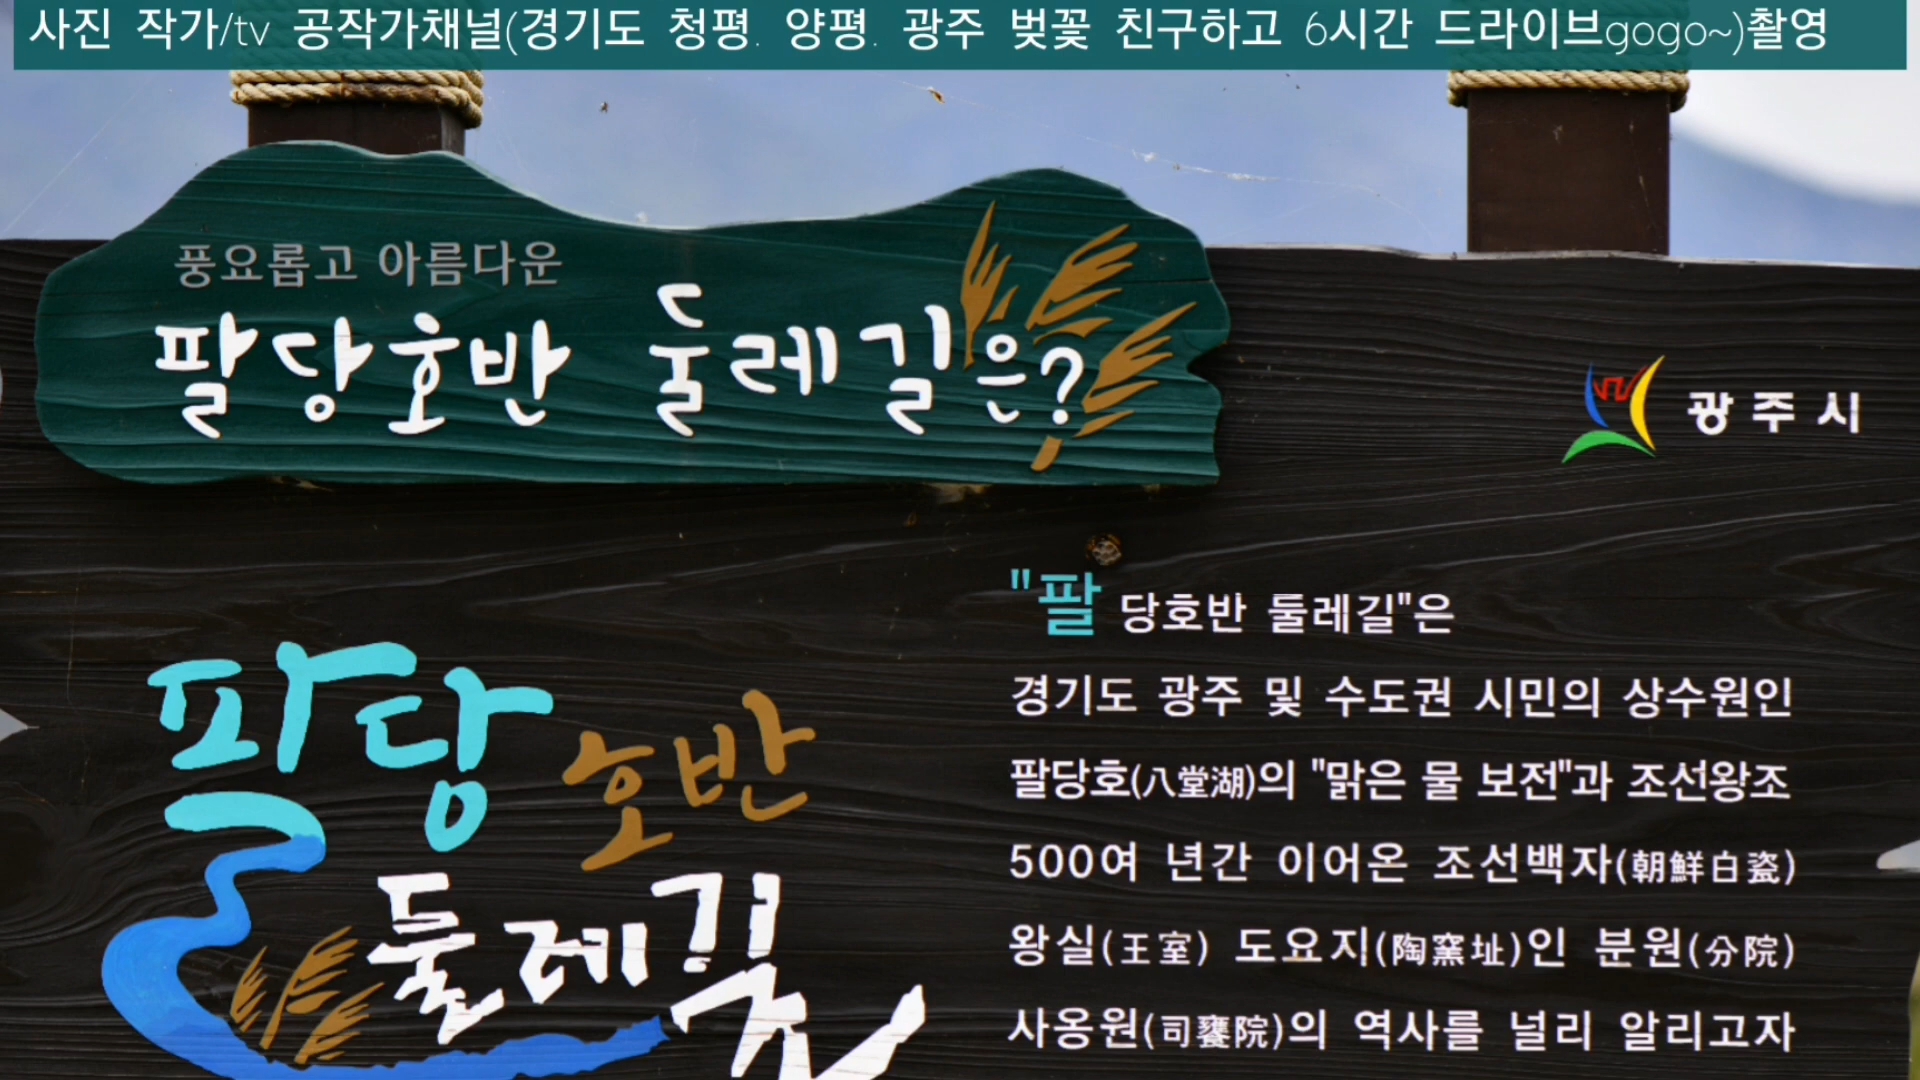 사진 작가/tv 공작가채널(경기도 청평. 양평. 광주 벚꽃 친구하고 6시간 드라이브gogo~)촬영
풍요롭고 아름다운
팔당호반 둘레길은?
광주시
팔당호반
둘레길
"팔당호반 둘레길"은
경기도 광주 및 수도권 시민의 상수원인
팔당호(八堂湖)의 "맑은 물 보전"과 조선왕조
500여 년간 이어온 조선백자(朝鮮白瓷)
왕실(王室) 도요지(陶窯址)인 분원(分院)
사옹원(司饔院)의 역사를 널리 알리고자